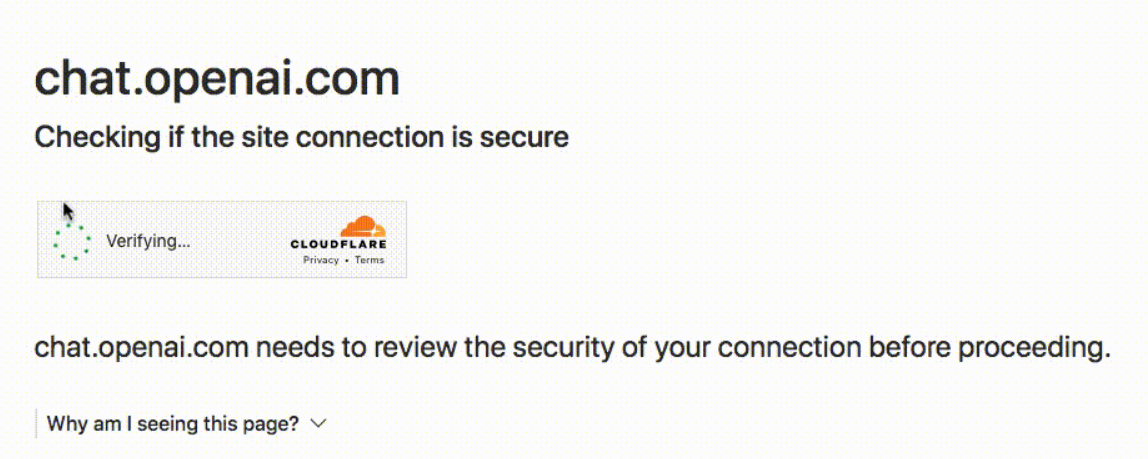 chat.openai.com
Checking if the site connection is secure
Verifying...
CLOUDFLARE
Privacy • Terms
chat.openai.com needs to review the security of your connection before proceeding.
Why am I seeing this page?